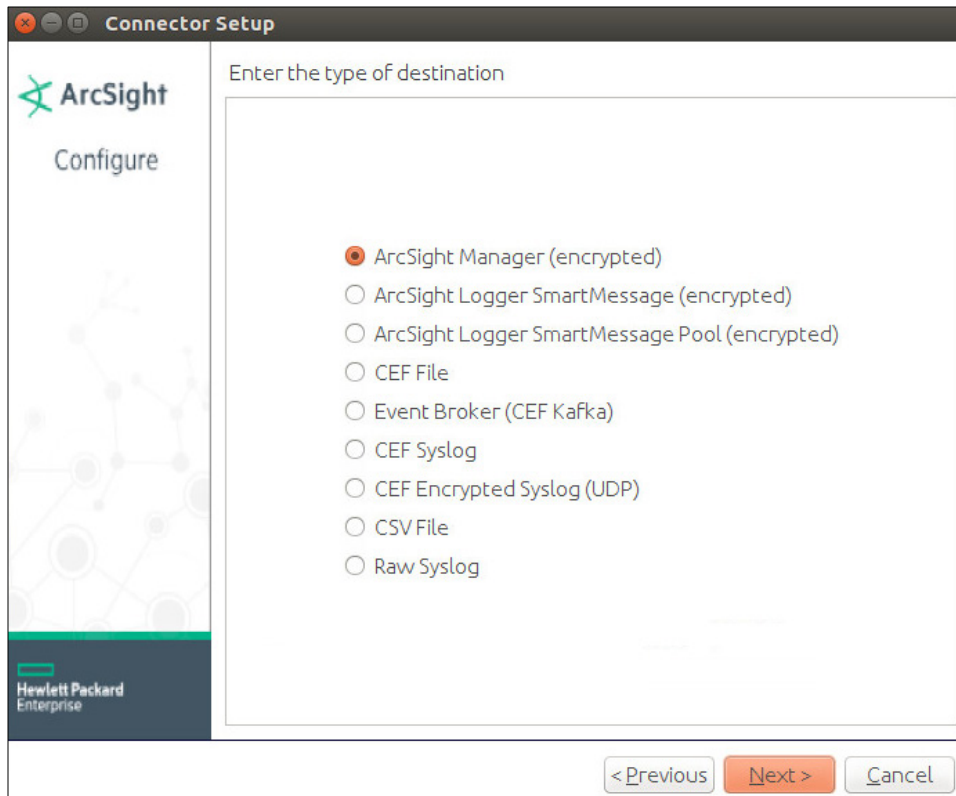 Connector Setup
ArcSight
Configure
Enter the type of destination
ArcSight Manager (encrypted)
ArcSight Logger SmartMessage (encrypted)
ArcSight Logger SmartMessage Pool (encrypted)
CEF File
Event Broker (CEF Kafka)
CEF Syslog
CEF Encrypted Syslog (UDP)
CSV File
Raw Syslog
Hewlett Packard
Enterprise
< Previous
Next >
Cancel